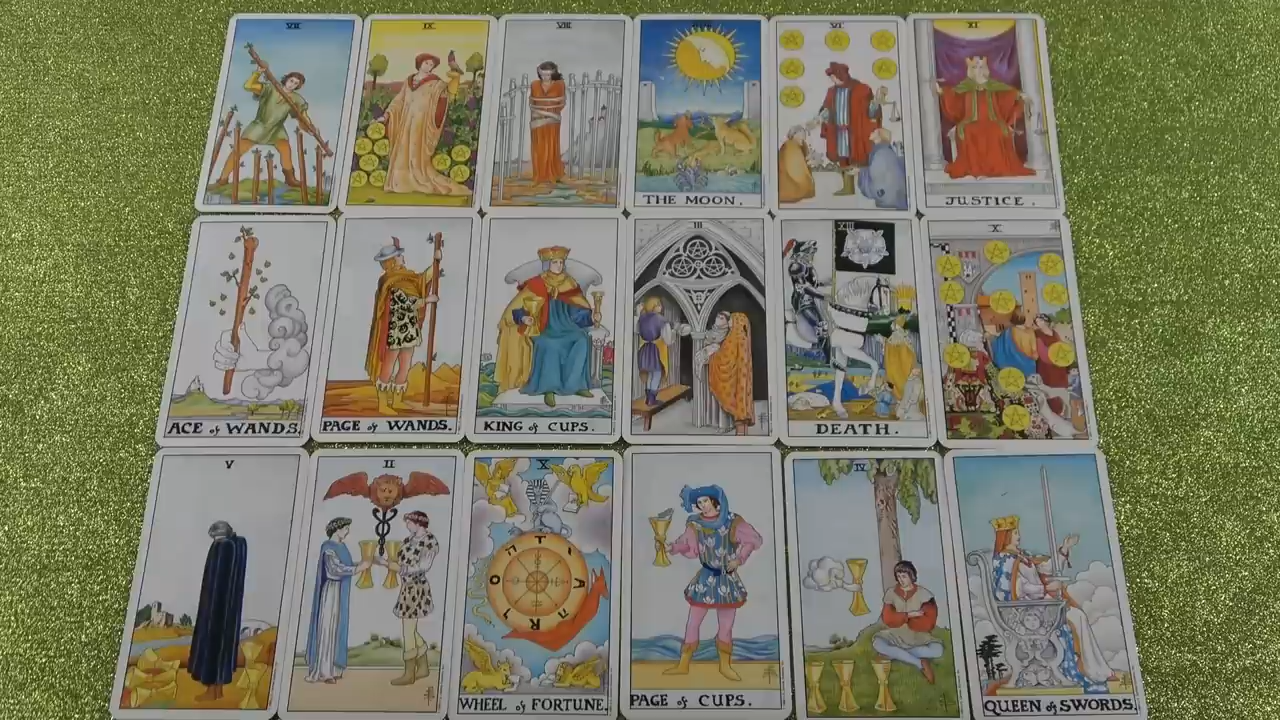 VII
IX
VIII
VI
XI
THE MOON.
JUSTICE.
III
XIII
X
ACE of WANDS.
PAGE of WANDS.
KING of CUPS.
DEATH.
V
II
X
IV
T
A
R
O
WHEEL of FORTUNE.
PAGE of CUPS.
QUEEN of SWORDS.